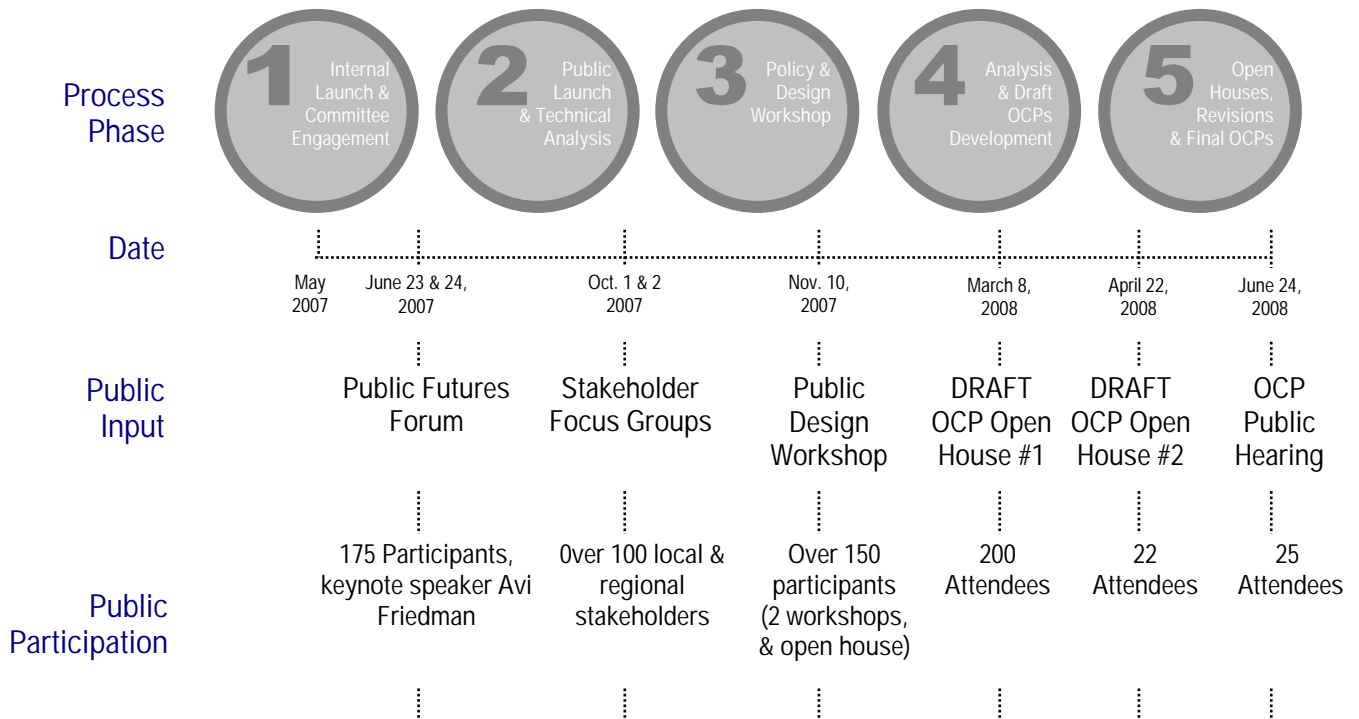 Process
Phase
1
Internal
Launch &
Committee
Engagement
2
Public
Launch
& Technical
Analysis
3
Policy &
Design
Workshop
4
Analysis
& Draft
OCPs
Development
5
Open
Houses,
Revisions
& Final OCPs
Date
May
2007
June 23 & 24,
2007
Oct. 1 & 2
2007
Nov. 10,
2007
March 8,
2008
April 22,
2008
June 24,
2008
Public
Input
Public Futures
Forum
Stakeholder
Focus Groups
Public
Design
Workshop
DRAFT
OCP Open
House #1
DRAFT
OCP Open
House #2
OCP
Public
Hearing
Public
Participation
175 Participants,
keynote speaker Avi
Friedman
0ver 100 local &
regional
stakeholders
Over 150
participants
(2 workshops,
& open house)
200
Attendees
22
Attendees
25
Attendees